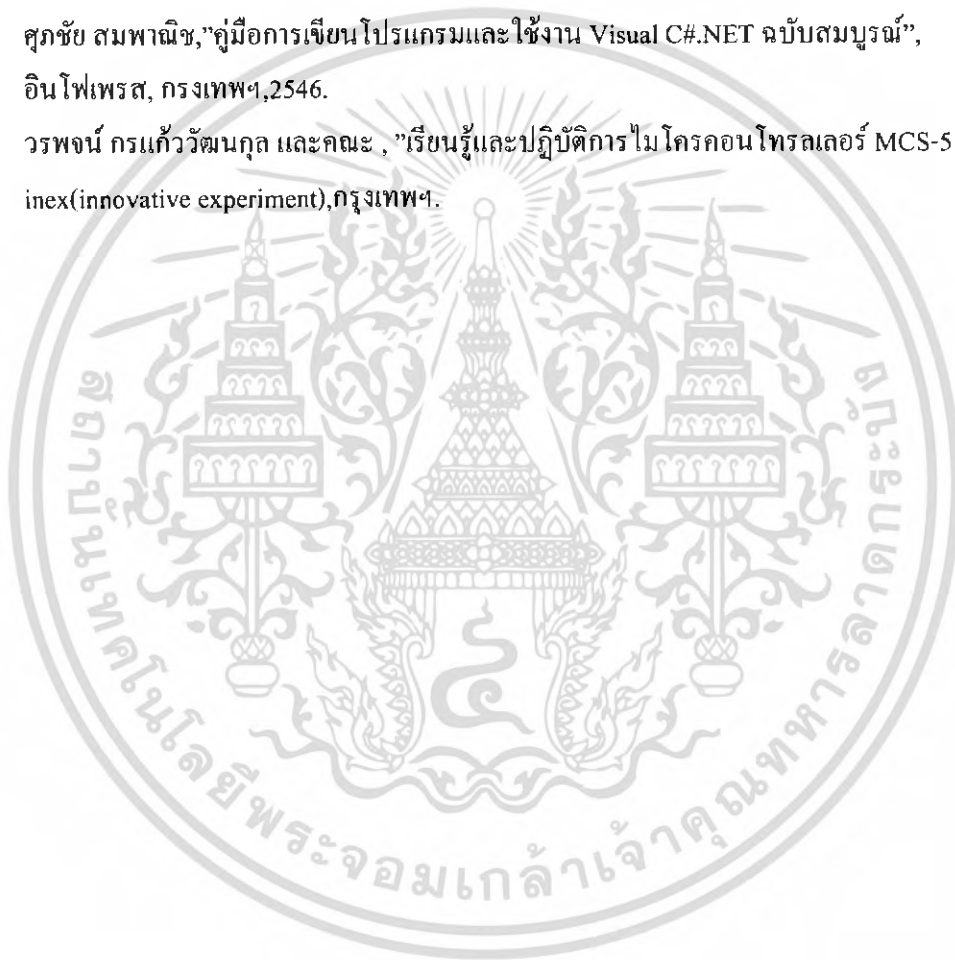 ศุภชัย สมพาณิช,”คู่มือการเขียนโปรแกรมและใช้งาน Visual C#.NET ฉบับสมบูรณ์”,
อินโฟเพรส, กรงเทพฯ,2546.
วรพจน์ กรแก้ววัฒนกุล และคณะ , ”เรียนรู้และปฏิบัติการไมโครคอนโทรลเลอร์ MCS-5
inex(innovative experiment),กรุงเทพฯ.
สถาบันเทคโนโลยีพระจอมเกล้าเจ้าคุณทหารลาดกระบัง